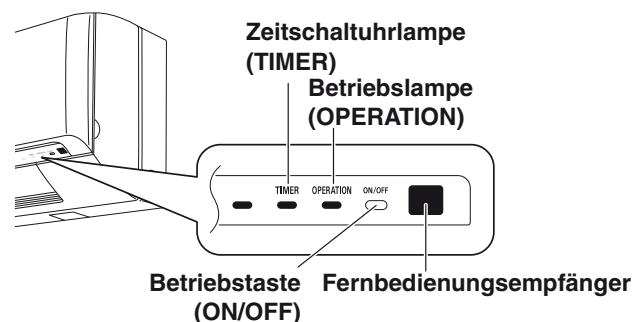 Zeitschaltuhrlampe
(TIMER)
Betriebslampe
(OPERATION)
TIMER OPERATION ON/OFF
Betriebstaste
(ON/OFF)
Fernbedienungsempfänger